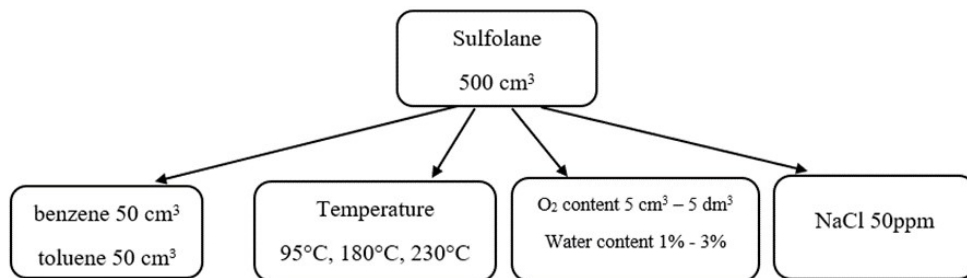 Sulfolane
500 cm³
benzene 50 cm³
toluene 50 cm³
Temperature
95°C, 180°C, 230°C
O₂ content 5 cm³ – 5 dm³
Water content 1% - 3%
NaCl 50ppm